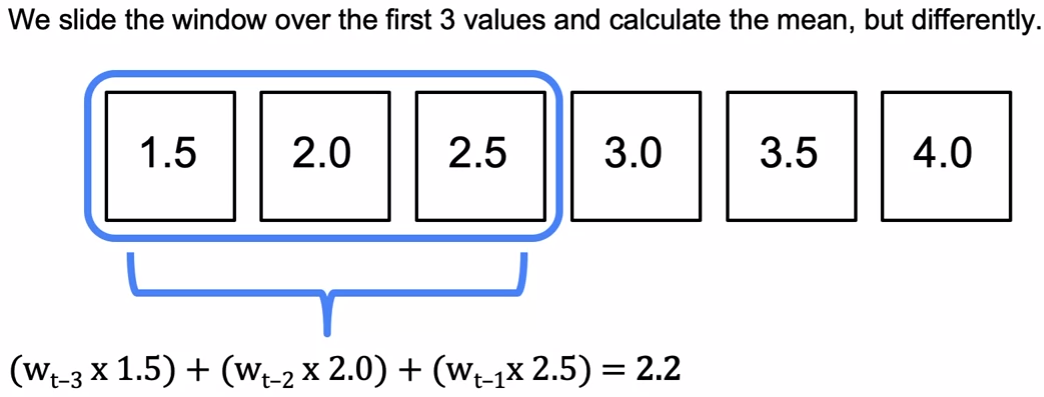 We slide the window over the first 3 values and calculate the mean, but differently.
1.5 2.0 2.5 3.0 3.5 4.0
(wₜ₋₃ x 1.5) + (wₜ₋₂ x 2.0) + (wₜ₋₁x 2.5) = 2.2